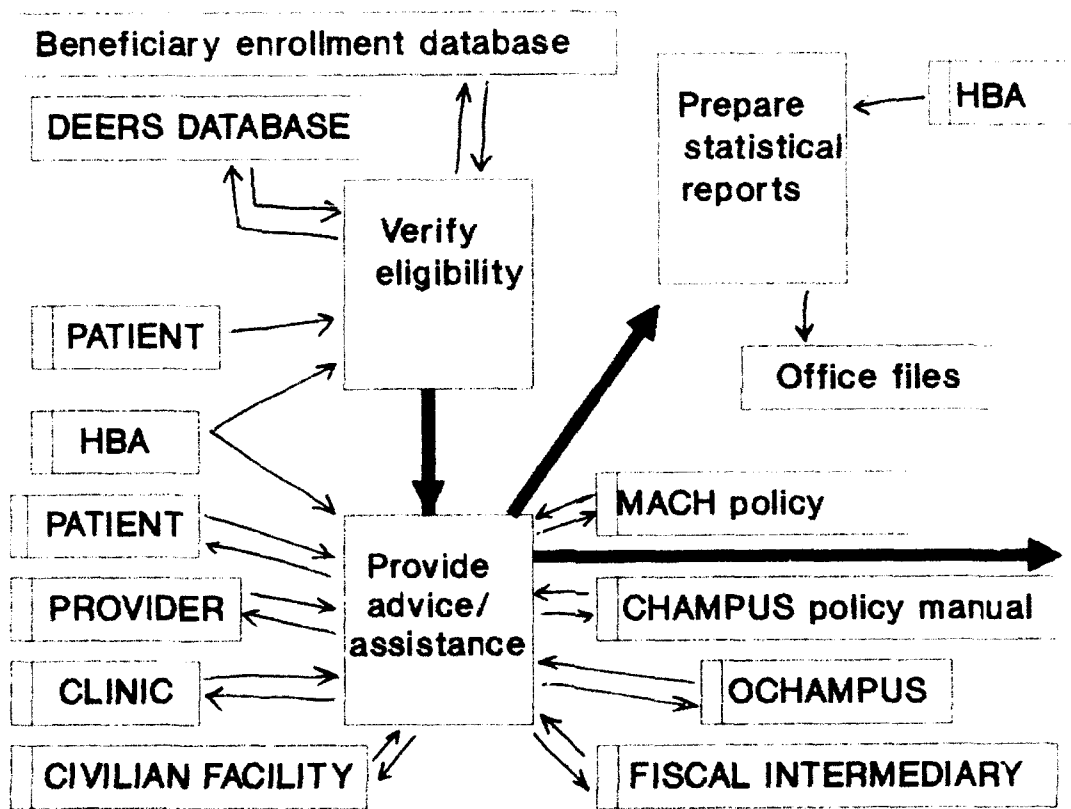 Beneficiary enrollment database
DEERS DATABASE
Prepare
statistical
reports
HBA
Verify
eligibility
PATIENT
Office files
HBA
PATIENT
MACH policy
Provide
advice/
assistance
PROVIDER
CHAMPUS policy manual
CLINIC
OCHAMPUS
CIVILIAN FACILITY
FISCAL INTERMEDIARY